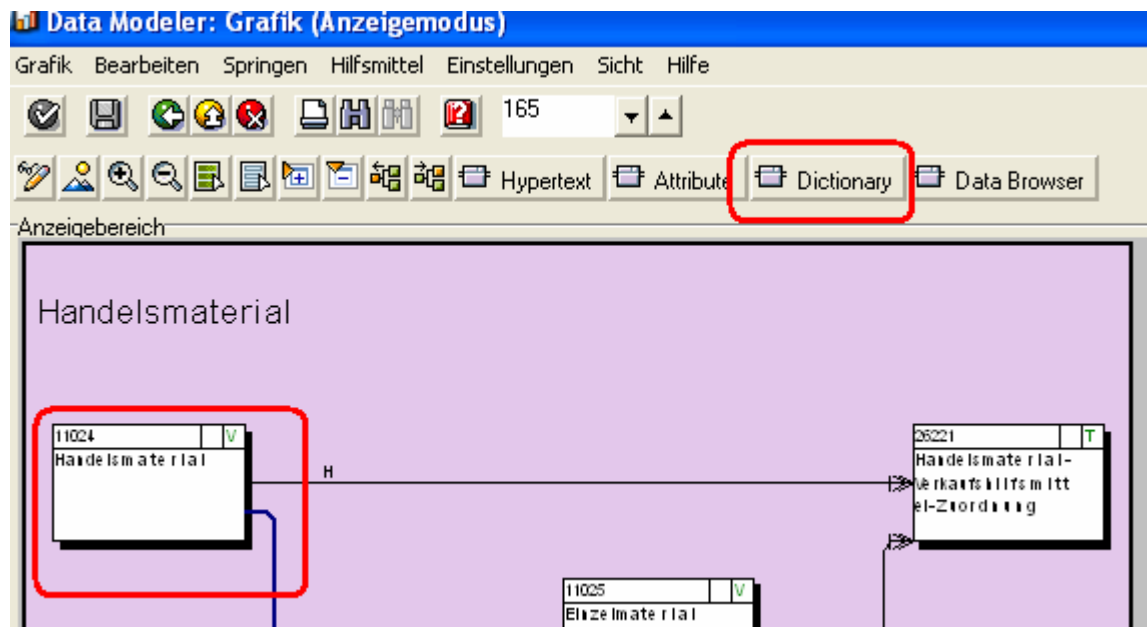 Data Modeler: Grafik (Anzeigemodus)
Grafik Bearbeiten Springen Hilfsmittel Einstellungen Sicht Hilfe
165
Hypertext Attribute Dictionary Data Browser
Anzeigebereich
Handelsmaterial
11024 V
Handelsmaterial
H
26221 T
Handelsmaterial-
Verkaufshilfsmitt
el-Zuordnung
11025 V
Einzelmaterial